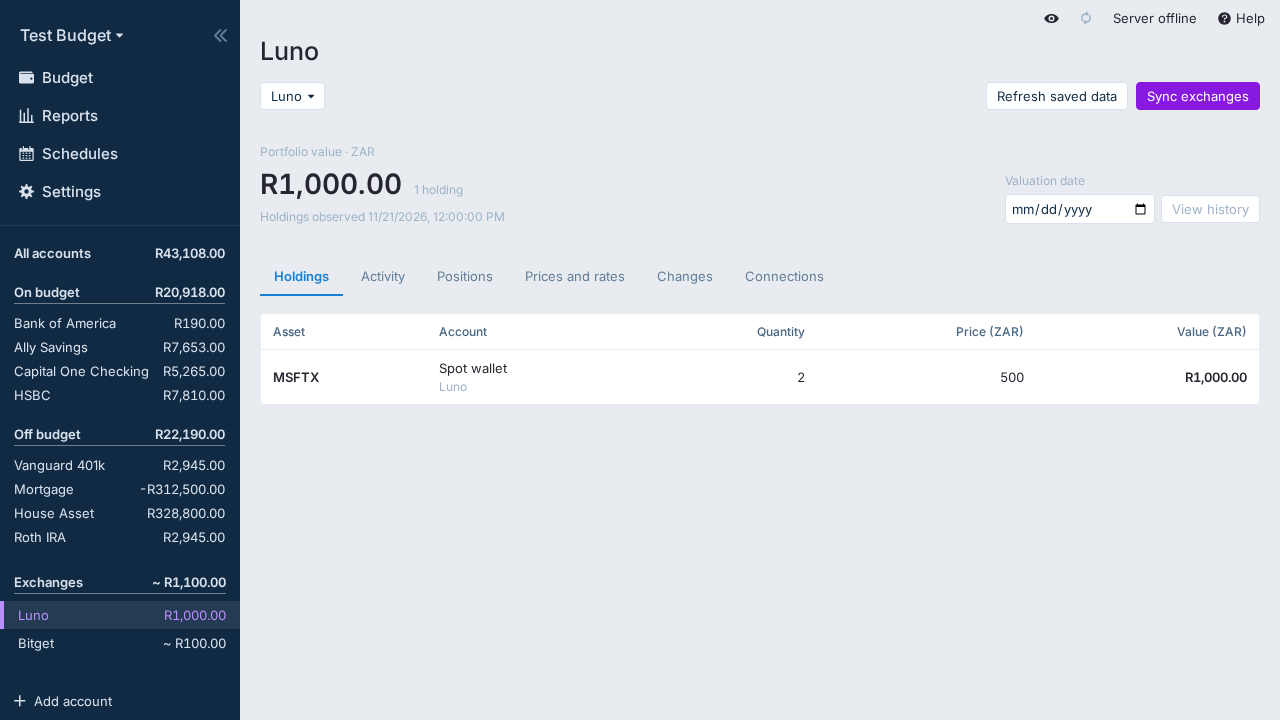 Test Budget
Budget
Reports
Schedules
Settings
All accounts R43,108.00
On budget R20,918.00
Bank of America R190.00
Ally Savings R7,653.00
Capital One Checking R5,265.00
HSBC R7,810.00
Off budget R22,190.00
Vanguard 401k R2,945.00
Mortgage -R312,500.00
House Asset R328,800.00
Roth IRA R2,945.00
Exchanges ~ R1,100.00
Luno R1,000.00
Bitget ~ R100.00
Add account
Server offline Help
Luno
Luno Refresh saved data Sync exchanges
Portfolio value · ZAR
R1,000.00 1 holding
Holdings observed 11/21/2026, 12:00:00 PM
Valuation date
mm/dd/yyyy View history
Holdings Activity Positions Prices and rates Changes Connections
Asset Account Quantity Price (ZAR) Value (ZAR)
MSFTX Spot wallet 2 500 R1,000.00
Luno